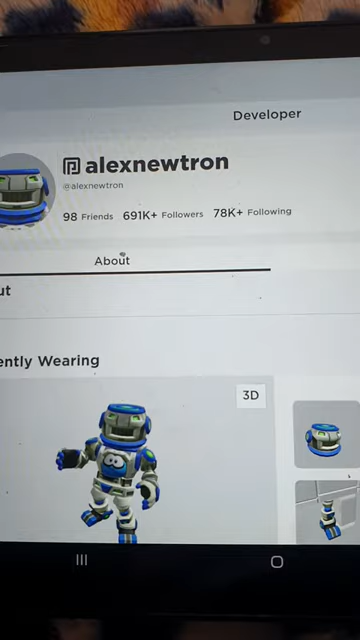 Developer
alexnewtron
@alexnewtron
98 Friends 691K+ Followers 78K+ Following
About
ut
ently Wearing
3D